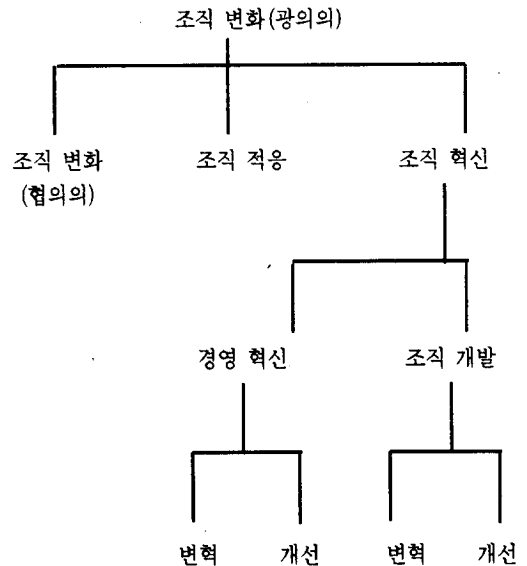 조직 변화(광의의)
조직 변화 조직 적응 조직 혁신
(협의의)
경영 혁신 조직 개발
변혁 개선 변혁 개선